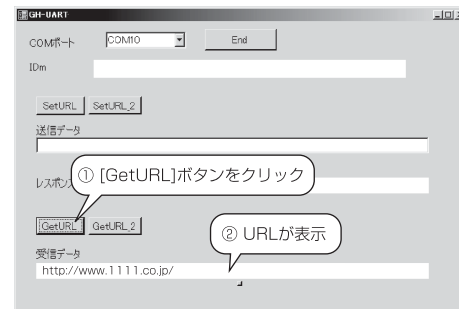 GH-UART
COMポート COM10 End
IDm
SetURL SetURL_2
送信データ
① [GetURL]ボタンをクリック
レスポンス
GetURL GetURL_2
② URLが表示
受信データ
http://www.1111.co.jp/